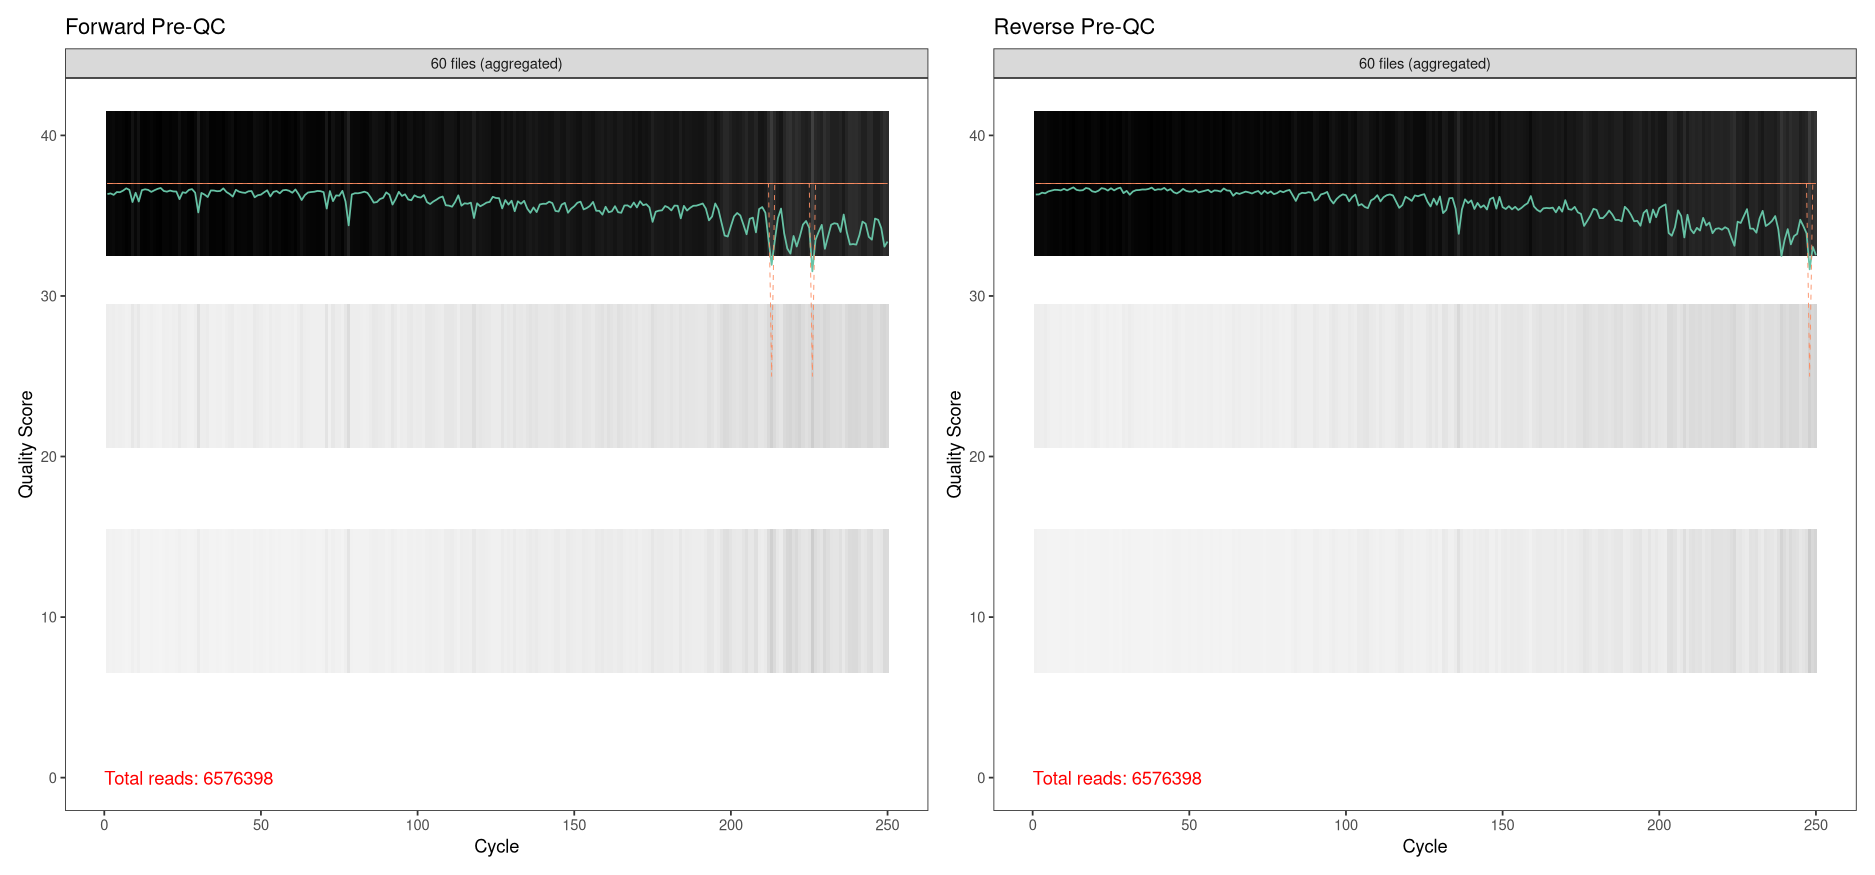 Forward Pre-QC
60 files (aggregated)
Quality Score
40
30
20
10
0
Total reads: 6576398
0 50 100 150 200 250
Cycle
Reverse Pre-QC
60 files (aggregated)
Quality Score
40
30
20
10
0
Total reads: 6576398
0 50 100 150 200 250
Cycle